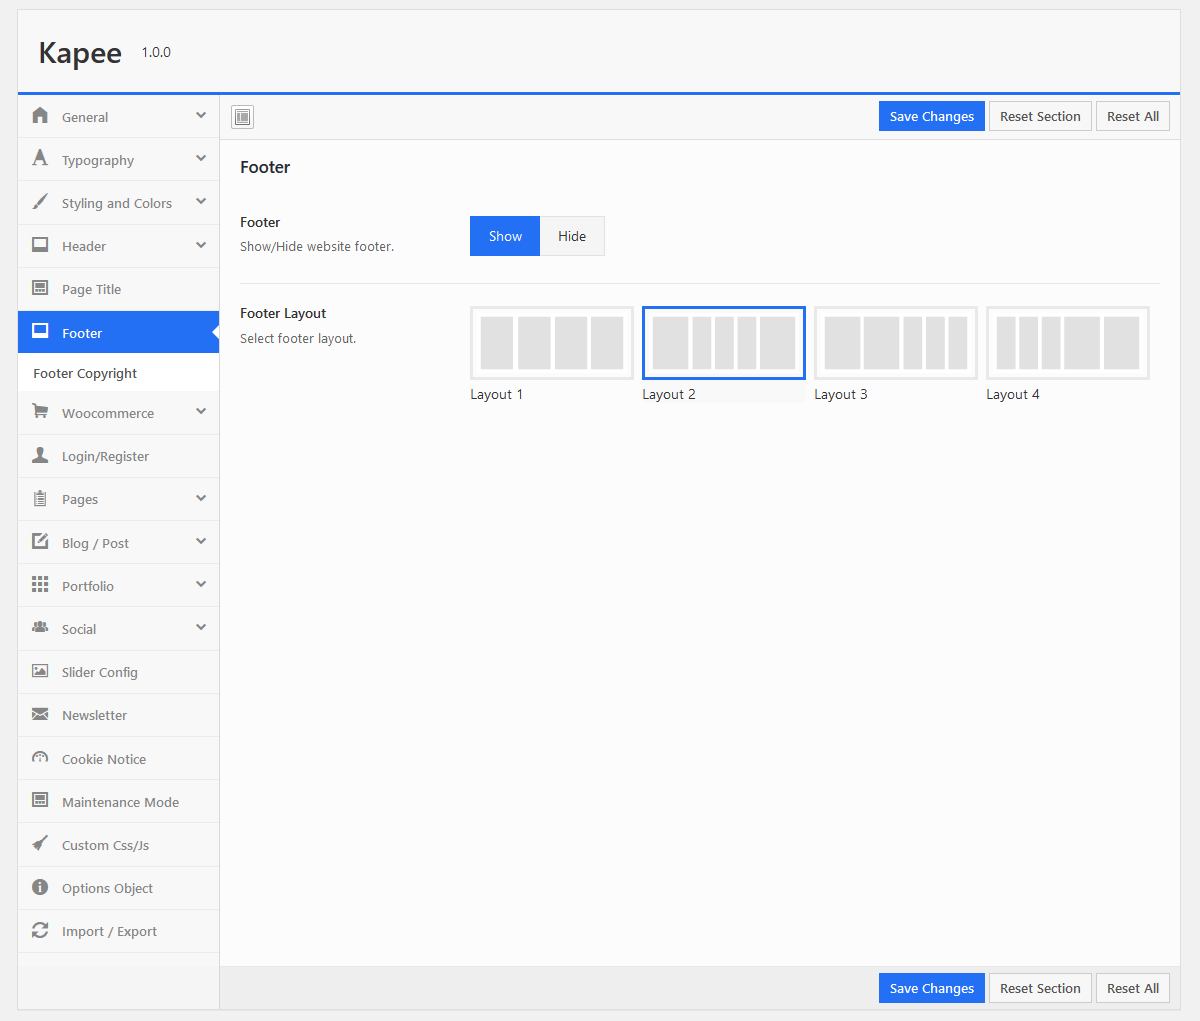 Kapee 1.0.0
Save Changes Reset Section Reset All
General
Typography
Styling and Colors
Header
Page Title
Footer
Footer Copyright
Woocommerce
Login/Register
Pages
Blog / Post
Portfolio
Social
Slider Config
Newsletter
Cookie Notice
Maintenance Mode
Custom Css/Js
Options Object
Import / Export
Footer
Footer
Show/Hide website footer.
Show Hide
Footer Layout
Select footer layout.
Layout 1 Layout 2 Layout 3 Layout 4
Save Changes Reset Section Reset All